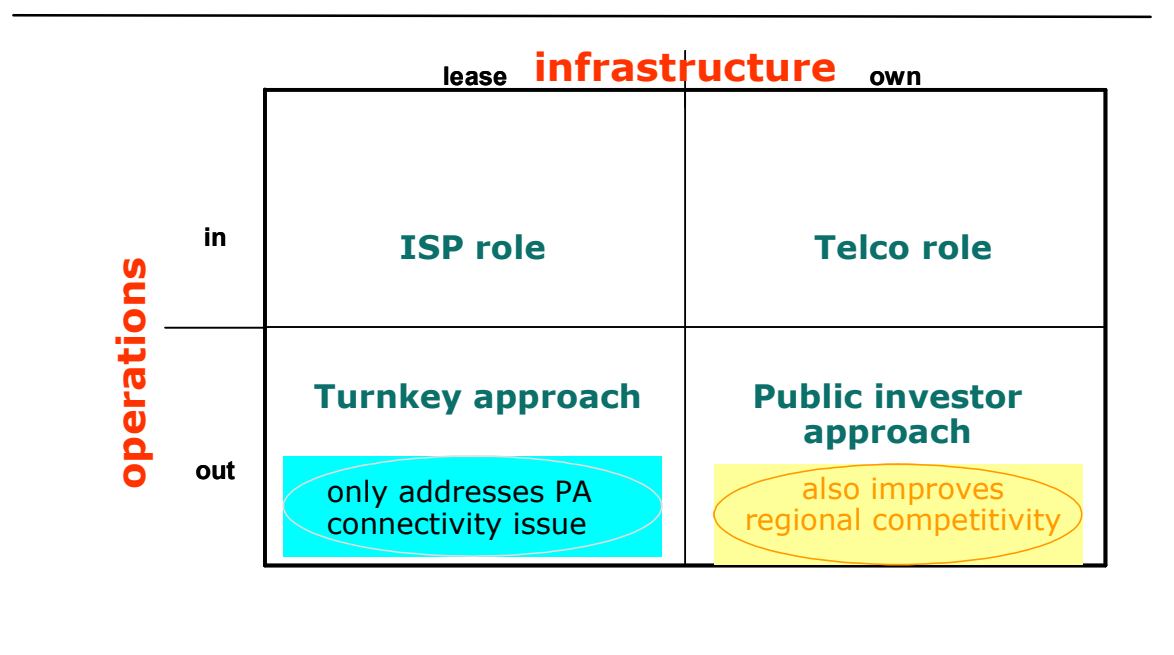 lease infrastructure own
operations
in
ISP role
Telco role
out
Turnkey approach
only addresses PA
connectivity issue
Public investor
approach
also improves
regional competitivity